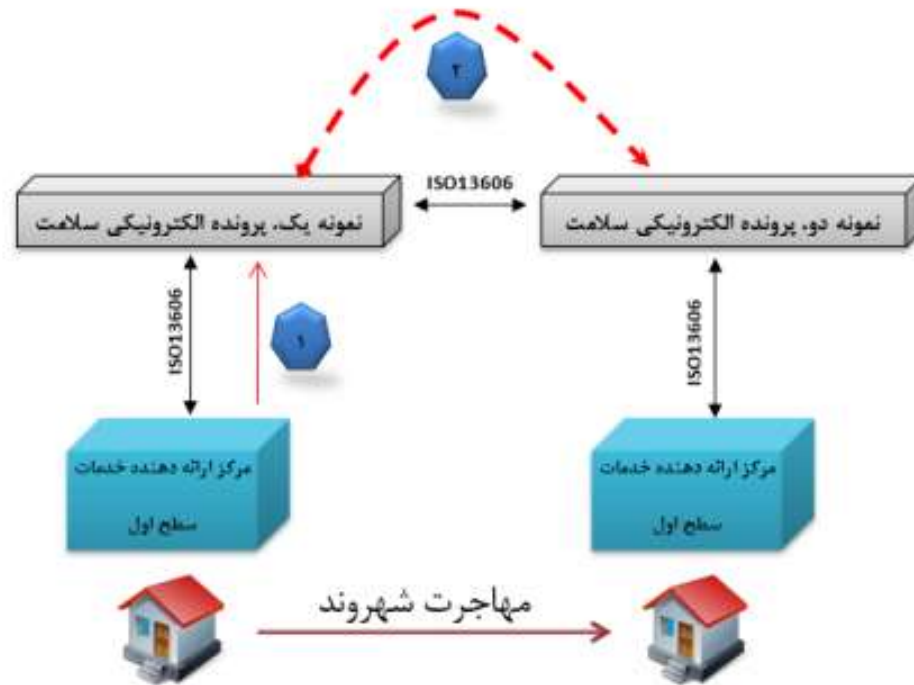 ۲
ISO13606
نمونه یک، پرونده الکترونیکی سلامت
نمونه دو، پرونده الکترونیکی سلامت
ISO13606
۱
ISO13606
مرکز ارائه دهنده خدمات
سطح اول
مرکز ارائه دهنده خدمات
سطح اول
مهاجرت شهروند